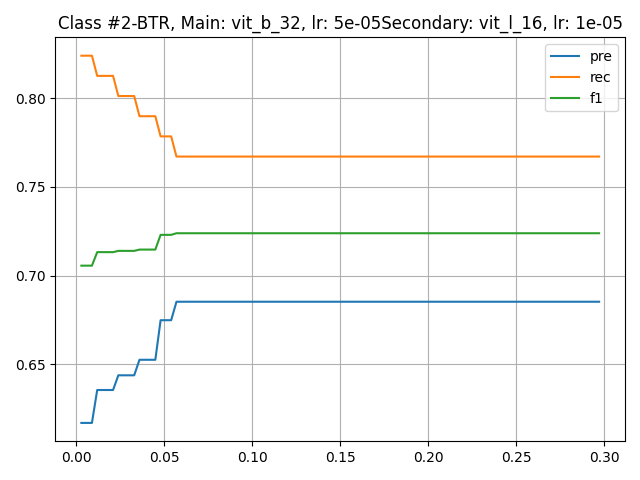 Class #2-BTR, Main: vit_b_32, lr: 5e-05Secondary: vit_l_16, lr: 1e-05
pre
rec
f1
0.80
0.75
0.70
0.65
0.00 0.05 0.10 0.15 0.20 0.25 0.30